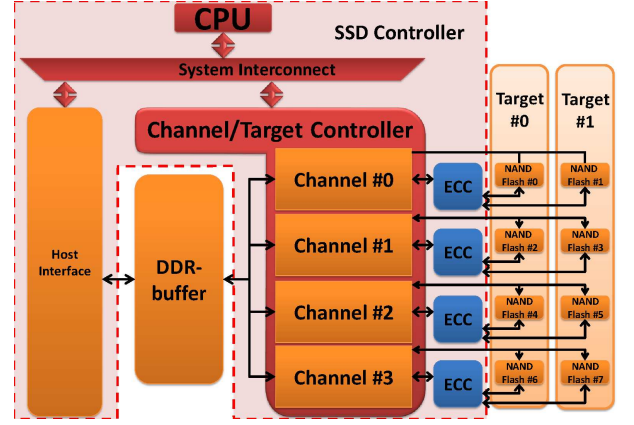 CPU
SSD Controller
System Interconnect
Channel/Target Controller
Target
#0
Target
#1
Host
Interface
DDR-
buffer
Channel #0
ECC
NAND
Flash #0
NAND
Flash #1
Channel #1
ECC
NAND
Flash #2
NAND
Flash #3
Channel #2
ECC
NAND
Flash #4
NAND
Flash #5
Channel #3
ECC
NAND
Flash #6
NAND
Flash #7